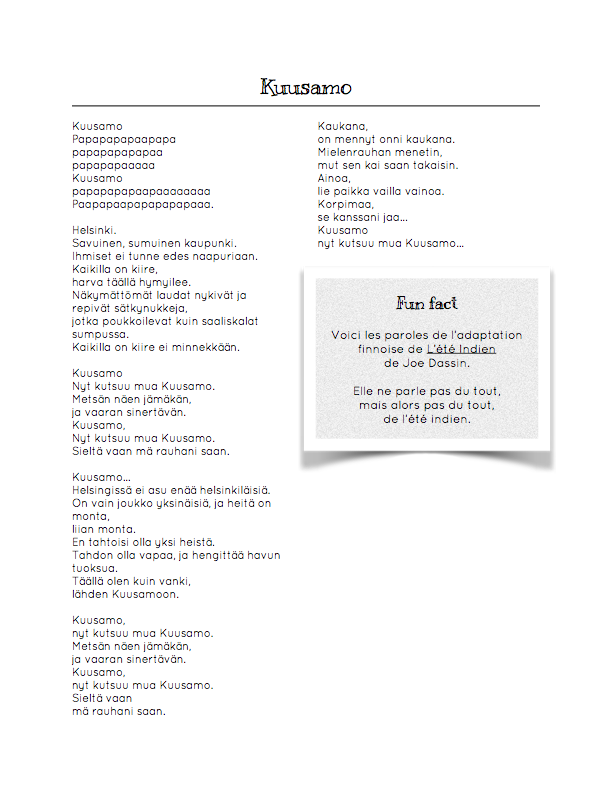 Kuusamo
Kuusamo
Papapapapaapapa
papapapapapaa
papapapaaaaa
Kuusamo
papapapapaapaaaaaaaa
Paapapaapapapapapaaa.
Helsinki.
Savuinen, sumuinen kaupunki.
Ihmiset ei tunne edes naapuriaan.
Kaikilla on kiire,
harva täällä hymyilee.
Näkymättömät laudat nykivät ja
repivät sätkynukkeja,
jotka poukkoilevat kuin saaliskalat
sumpussa.
Kaikilla on kiire ei minnekkään.
Kuusamo
Nyt kutsuu mua Kuusamo.
Metsän näen jämäkän,
ja vaaran sinertävän.
Kuusamo,
Nyt kutsuu mua Kuusamo.
Sieltä vaan mä rauhani saan.
Kuusamo...
Helsingissä ei asu enää helsinkiläisiä.
On vain joukko yksinäisiä, ja heitä on
monta,
liian monta.
En tahtoisi olla yksi heistä.
Tahdon olla vapaa, ja hengittää havun
tuoksua.
Täällä olen kuin vanki,
lähden Kuusamoon.
Kuusamo,
nyt kutsuu mua Kuusamo.
Metsän näen jämäkän,
ja vaaran sinertävän.
Kuusamo,
nyt kutsuu mua Kuusamo.
Sieltä vaan
mä rauhani saan.
Kaukana,
on mennyt onni kaukana.
Mielenrauhan menetin,
mut sen kai saan takaisin.
Ainoa,
lie paikka vailla vainoa.
Korpimaa,
se kanssani jaa...
Kuusamo
nyt kutsuu mua Kuusamo...
Fun fact
Voici les paroles de l'adaptation
finnoise de L'été Indien
de Joe Dassin.
Elle ne parle pas du tout,
mais alors pas du tout,
de l'été indien.